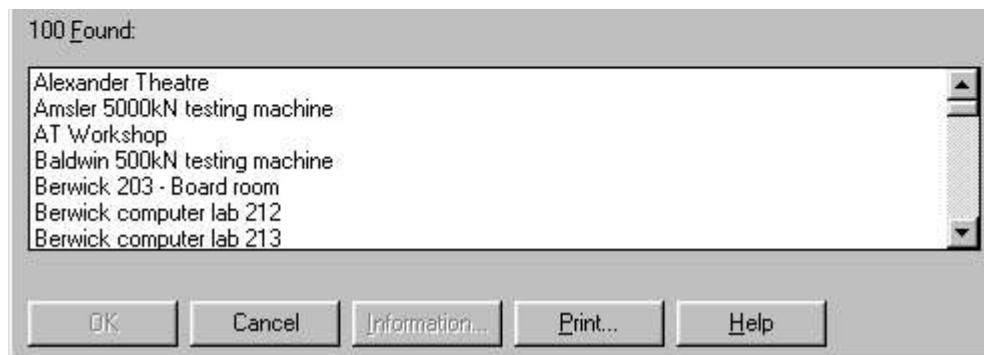 100 Found:
Alexander Theatre
Amsler 5000kN testing machine
AT Workshop
Baldwin 500kN testing machine
Berwick 203 - Board room
Berwick computer lab 212
Berwick computer lab 213
OK Cancel Information... Print... Help